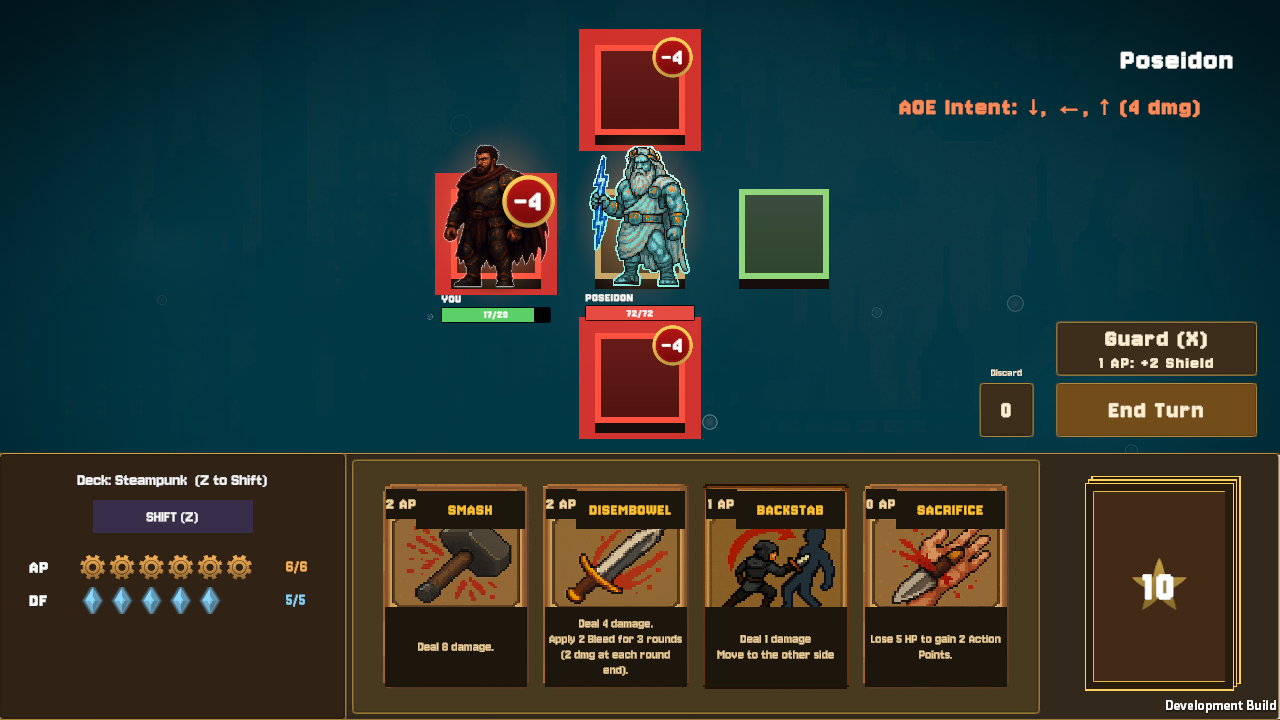 Poseidon
AOE Intent: ↓, ←, ↑ (4 dmg)
-4
-4
-4
YOU
17/20
POSEIDON
72/72
Guard (X)
1 AP: +2 Shield
Discard
0
End Turn
Deck: Steampunk (Z to Shift)
SHIFT (Z)
AP
6/6
DF
5/5
2 AP
SMASH
Deal 8 damage.
2 AP
DISEMBOWEL
Deal 4 damage.
Apply 2 Bleed for 3 rounds
(2 dmg at each round
end).
1 AP
BACKSTAB
Deal 1 damage
Move to the other side
0 AP
SACRIFICE
Lose 5 HP to gain 2 Action
Points.
10
Development Build